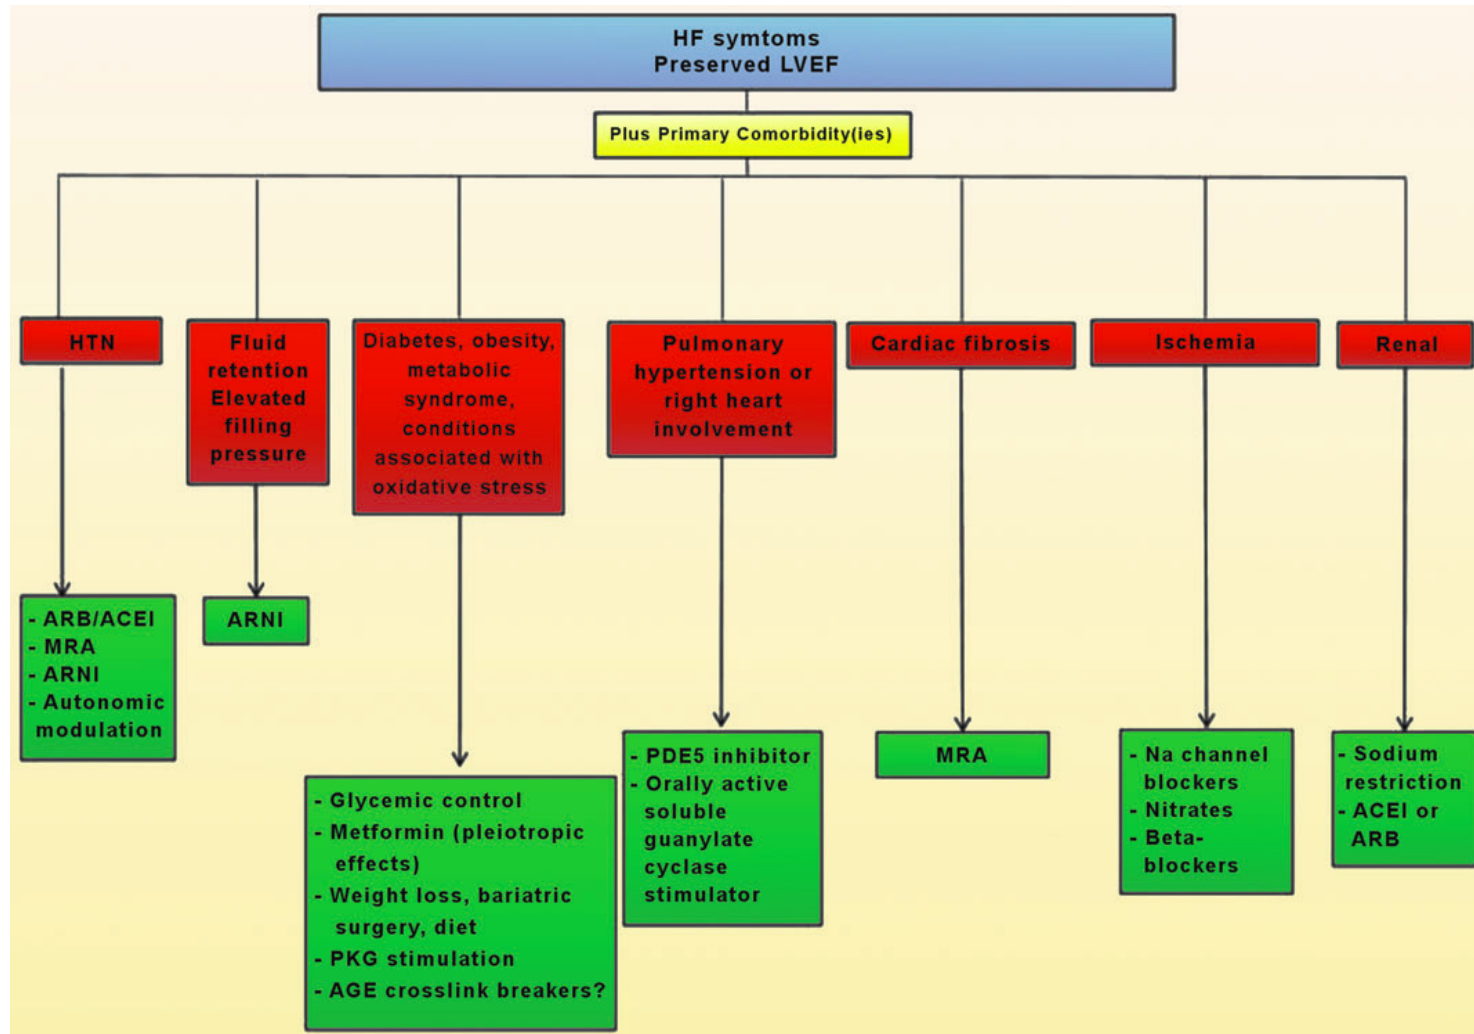 HF symtoms
Preserved LVEF
Plus Primary Comorbidity(ies)
HTN
Fluid
retention
Elevated
filling
pressure
Diabetes, obesity,
metabolic
syndrome,
conditions
associated with
oxidative stress
Pulmonary
hypertension or
right heart
involvement
Cardiac fibrosis
Ischemia
Renal
- ARB/ACEI
- MRA
- ARNI
- Autonomic
modulation
ARNI
- Glycemic control
- Metformin (pleiotropic
effects)
- Weight loss, bariatric
surgery, diet
- PKG stimulation
- AGE crosslink breakers?
- PDE5 inhibitor
- Orally active
soluble
guanylate
cyclase
stimulator
MRA
- Na channel
blockers
- Nitrates
- Beta-
blockers
- Sodium
restriction
- ACEI or
ARB